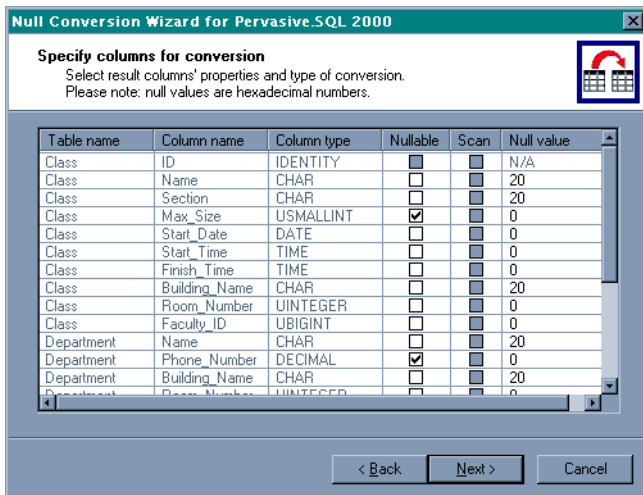 Null Conversion Wizard for Pervasive.SQL 2000
Specify columns for conversion
Select result columns' properties and type of conversion.
Please note: null values are hexadecimal numbers.
Table name Column name Column type Nullable Scan Null value
Class ID IDENTITY N/A
Class Name CHAR 20
Class Section CHAR 20
Class Max_Size USMALLINT 0
Class Start_Date DATE 0
Class Start_Time TIME 0
Class Finish_Time TIME 0
Class Building_Name CHAR 20
Class Room_Number UINTEGER 0
Class Faculty_ID UBIGINT 0
Department Name CHAR 20
Department Phone_Number DECIMAL 0
Department Building_Name CHAR 20
Department Room_Number UINTEGER 0
< Back Next > Cancel